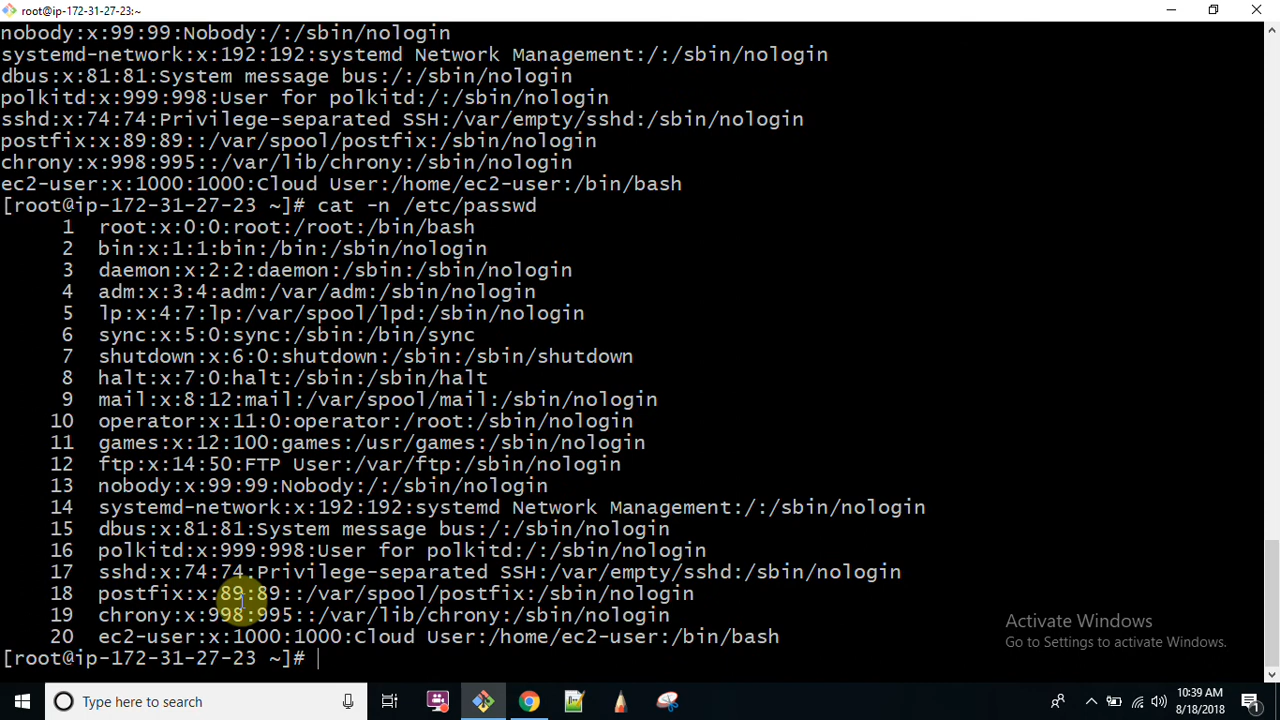 root@ip-172-31-27-23:~
nobody:x:99:99:Nobody:/:/sbin/nologin
systemd-network:x:192:192:systemd Network Management:/:/sbin/nologin
dbus:x:81:81:System message bus:/:/sbin/nologin
polkitd:x:999:998:User for polkitd:/:/sbin/nologin
sshd:x:74:74:Privilege-separated SSH:/var/empty/sshd:/sbin/nologin
postfix:x:89:89::/var/spool/postfix:/sbin/nologin
chrony:x:998:995::/var/lib/chrony:/sbin/nologin
ec2-user:x:1000:1000:Cloud User:/home/ec2-user:/bin/bash
[root@ip-172-31-27-23 ~]# cat -n /etc/passwd
1 root:x:0:0:root:/root:/bin/bash
2 bin:x:1:1:bin:/bin:/sbin/nologin
3 daemon:x:2:2:daemon:/sbin:/sbin/nologin
4 adm:x:3:4:adm:/var/adm:/sbin/nologin
5 lp:x:4:7:lp:/var/spool/lpd:/sbin/nologin
6 sync:x:5:0:sync:/sbin:/bin/sync
7 shutdown:x:6:0:shutdown:/sbin:/sbin/shutdown
8 halt:x:7:0:halt:/sbin:/sbin/halt
9 mail:x:8:12:mail:/var/spool/mail:/sbin/nologin
10 operator:x:11:0:operator:/root:/sbin/nologin
11 games:x:12:100:games:/usr/games:/sbin/nologin
12 ftp:x:14:50:FTP User:/var/ftp:/sbin/nologin
13 nobody:x:99:99:Nobody:/:/sbin/nologin
14 systemd-network:x:192:192:systemd Network Management:/:/sbin/nologin
15 dbus:x:81:81:System message bus:/:/sbin/nologin
16 polkitd:x:999:998:User for polkitd:/:/sbin/nologin
17 sshd:x:74:74:Privilege-separated SSH:/var/empty/sshd:/sbin/nologin
18 postfix:x:89:89::/var/spool/postfix:/sbin/nologin
19 chrony:x:998:995::/var/lib/chrony:/sbin/nologin
20 ec2-user:x:1000:1000:Cloud User:/home/ec2-user:/bin/bash
[root@ip-172-31-27-23 ~]#
Activate Windows
Go to Settings to activate Windows.
Type here to search
10:39 AM
8/18/2018
1